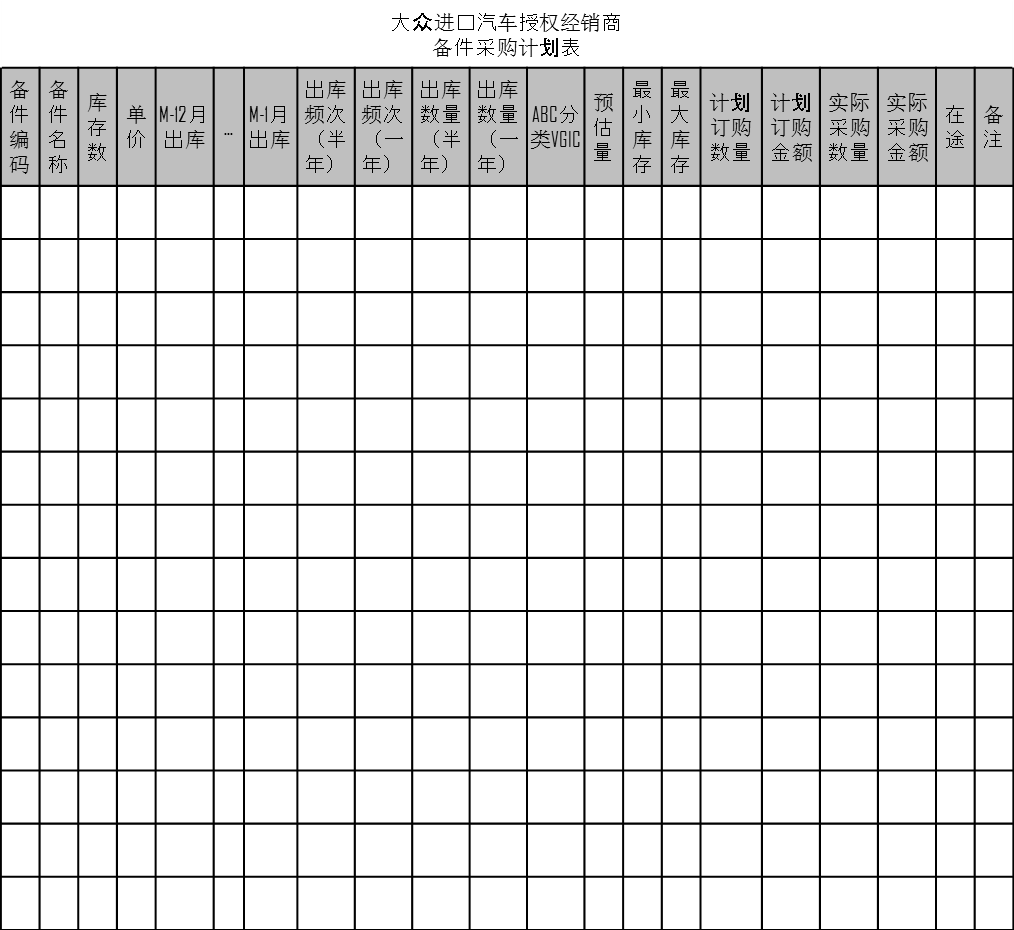 大众进口汽车授权经销商
备件采购计划表
备件编码
备件名称
库存数
单价
M-12月出库
…
M-1月出库
出库频次（半年）
出库频次（一年）
出库数量（半年）
出库数量（一年）
ABC分类VGIC
预估量
最小库存
最大库存
计划订购数量
计划订购金额
实际采购数量
实际采购金额
在途
备注